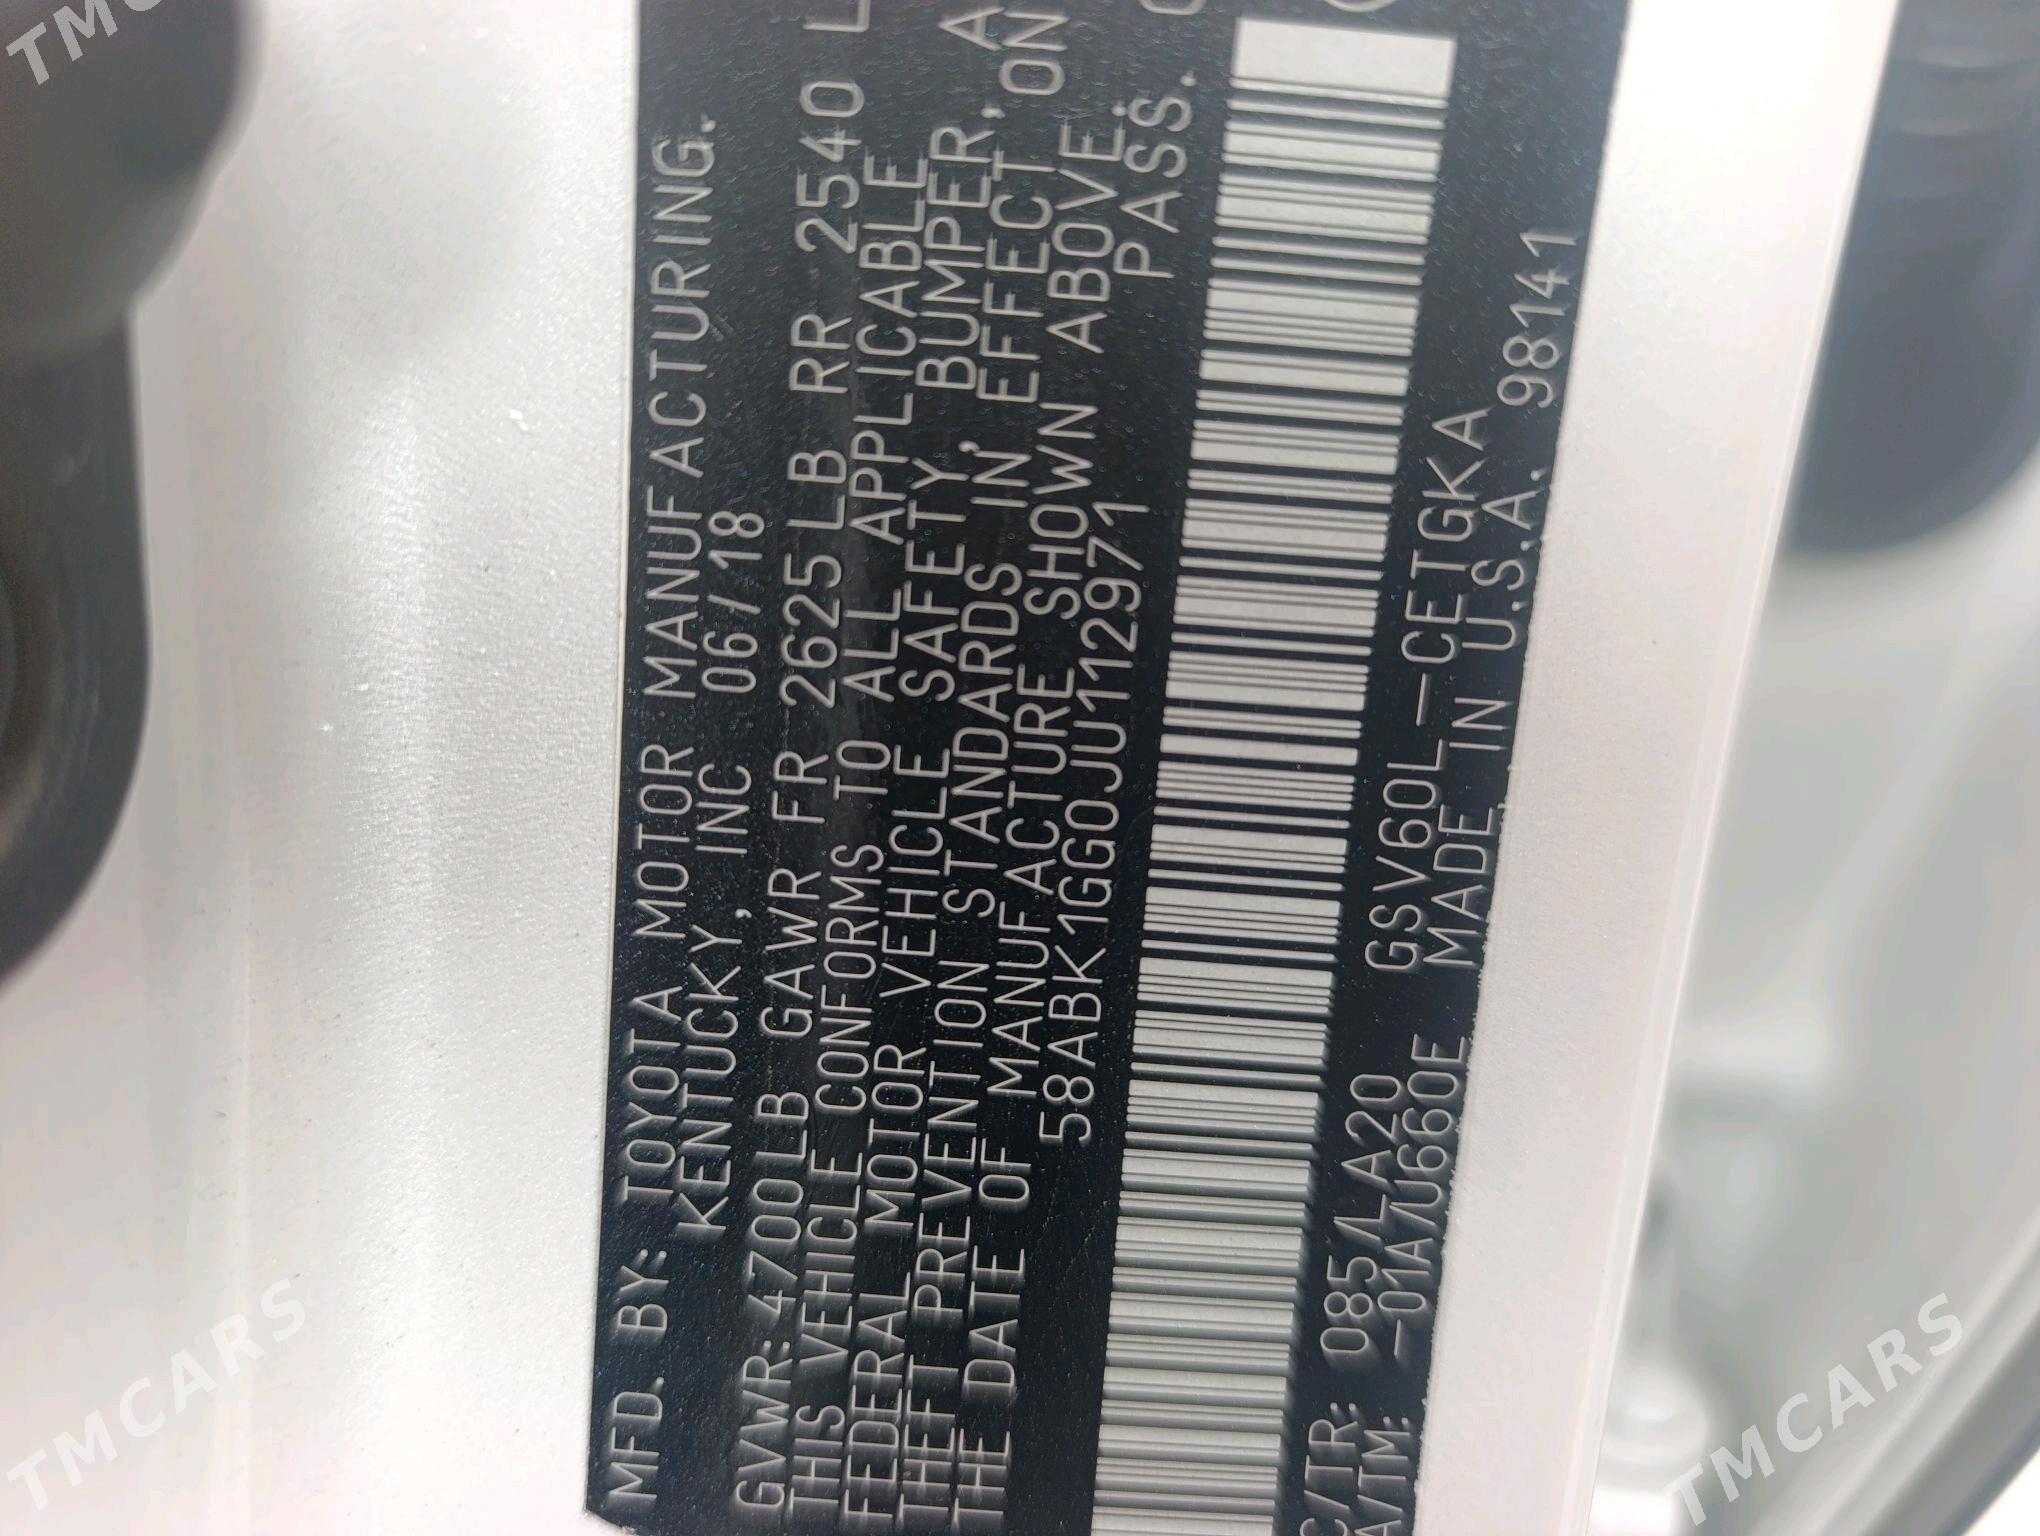 MFD. BY: TOYOTA MOTOR MANUFACTURING.
KENTUCKY, INC 06/18
GVWR:4700LB GAWR FR 2625LB RR 2540
THIS VEHICLE CONFORMS TO ALL APPLICABLE
FEDERAL MOTOR VEHICLE SAFETY, BUMPER,
THEFT PREVENTION STANDARDS IN EFFECT ON
THE DATE OF MANUFACTURE SHOWN ABOVE.
58ABK1GG0JU112971 PASS.
C/TR: 085/LA20 GSV60L-CETGKA
A/TM: -01A/U660E MADE IN U.S.A. 98141
TMCARS
TMCARS